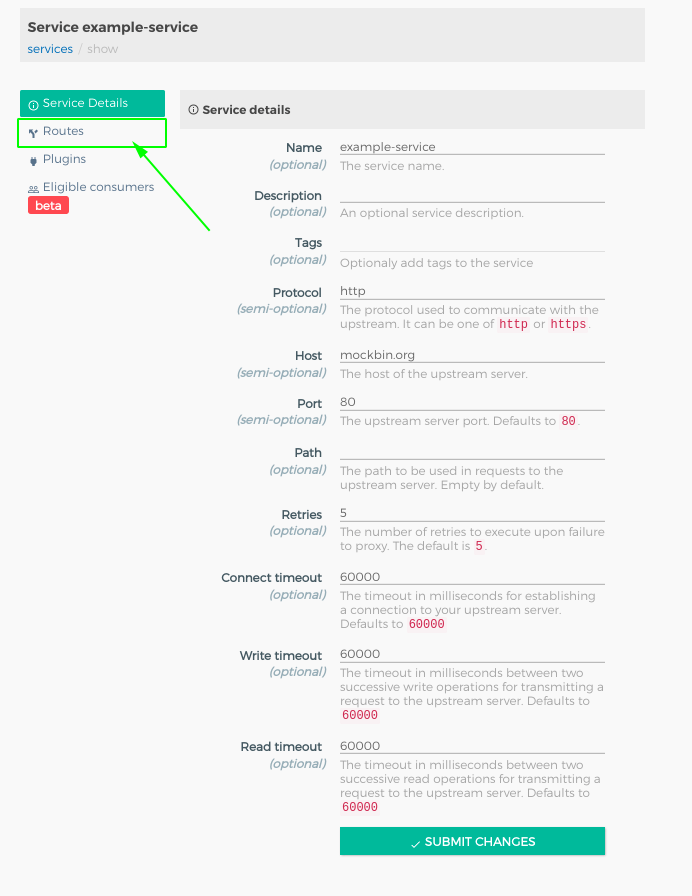 Service example-service
services / show
Service Details
Routes
Plugins
Eligible consumers
beta
Service details
Name
(optional)
example-service
The service name.
Description
(optional)
An optional service description.
Tags
(optional)
Optionaly add tags to the service
Protocol
(semi-optional)
http
The protocol used to communicate with the
upstream. It can be one of http or https.
Host
(semi-optional)
mockbin.org
The host of the upstream server.
Port
(semi-optional)
80
The upstream server port. Defaults to 80.
Path
(optional)
The path to be used in requests to the
upstream server. Empty by default.
Retries
(optional)
5
The number of retries to execute upon failure
to proxy. The default is 5.
Connect timeout
(optional)
60000
The timeout in milliseconds for establishing
a connection to your upstream server.
Defaults to 60000
Write timeout
(optional)
60000
The timeout in milliseconds between two
successive write operations for transmitting a
request to the upstream server. Defaults to
60000
Read timeout
(optional)
60000
The timeout in milliseconds between two
successive read operations for transmitting a
request to the upstream server. Defaults to
60000
SUBMIT CHANGES